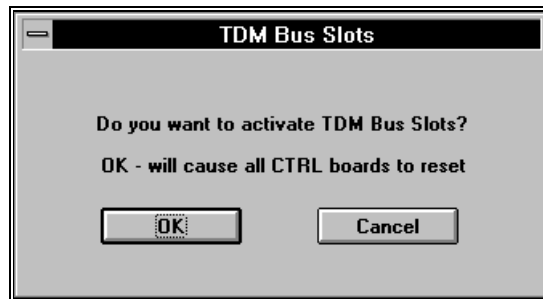 TDM Bus Slots
Do you want to activate TDM Bus Slots?
OK - will cause all CTRL boards to reset
OK
Cancel